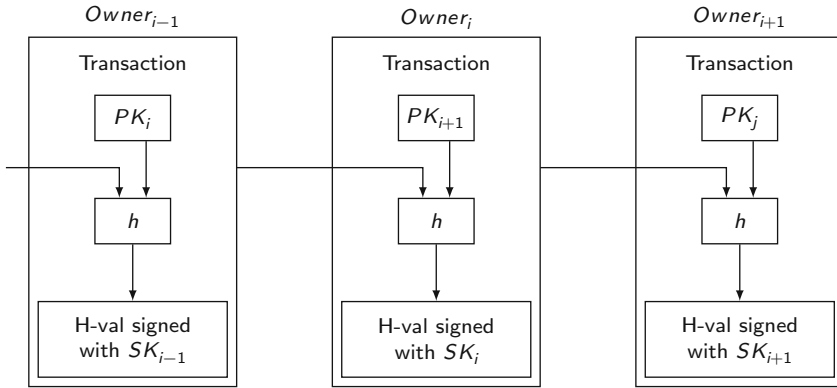 Owner_{i−1}
Transaction
PK_i
h
H-val signed
with SK_{i−1}
Owner_i
Transaction
PK_{i+1}
h
H-val signed
with SK_i
Owner_{i+1}
Transaction
PK_j
h
H-val signed
with SK_{i+1}